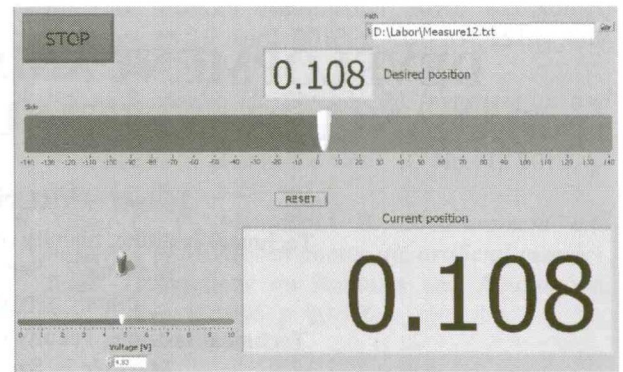 Path
D:\Labor\Measure12.txt
STOP
0.108 Desired position
Slide
-140 -130 -120 -110 -100 -90 -80 -70 -60 -50 -40 -30 -20 -10 0 10 20 30 40 50 60 70 80 90 100 110 120 130 140
RESET
Current position
0.108
0 1 2 3 4 5 6 7 8 9 10
Voltage [V]